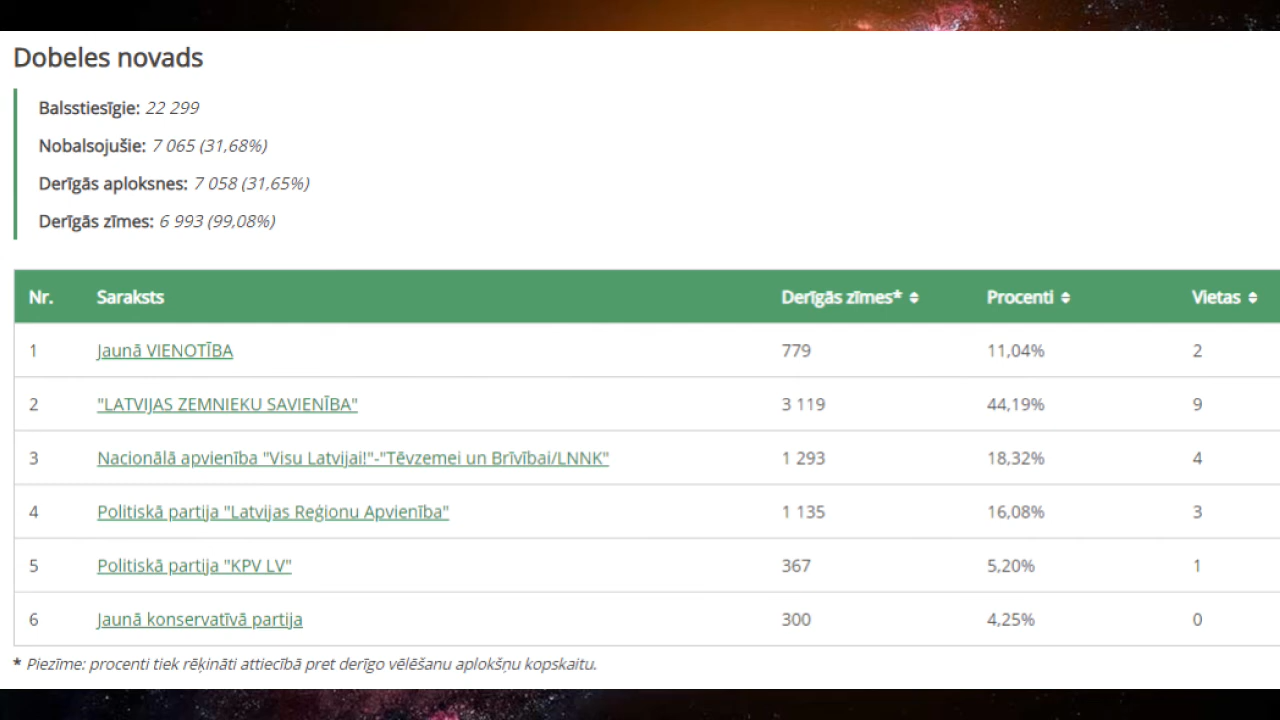 Dobeles novads
Balsstiesīgie: 22 299
Nobalsojušie: 7 065 (31,68%)
Derīgās aploksnes: 7 058 (31,65%)
Derīgās zīmes: 6 993 (99,08%)
Nr. Saraksts Derīgās zīmes* Procenti Vietas
1 Jaunā VIENOTĪBA 779 11,04% 2
2 "LATVIJAS ZEMNIEKU SAVIENĪBA" 3 119 44,19% 9
3 Nacionālā apvienība "Visu Latvijai!"-"Tēvzemei un Brīvībai/LNNK" 1 293 18,32% 4
4 Politiskā partija "Latvijas Reģionu Apvienība" 1 135 16,08% 3
5 Politiskā partija "KPV LV" 367 5,20% 1
6 Jaunā konservatīvā partija 300 4,25% 0
* Piezīme: procenti tiek rēķināti attiecībā pret derīgo vēlēšanu aplokšņu kopskaitu.